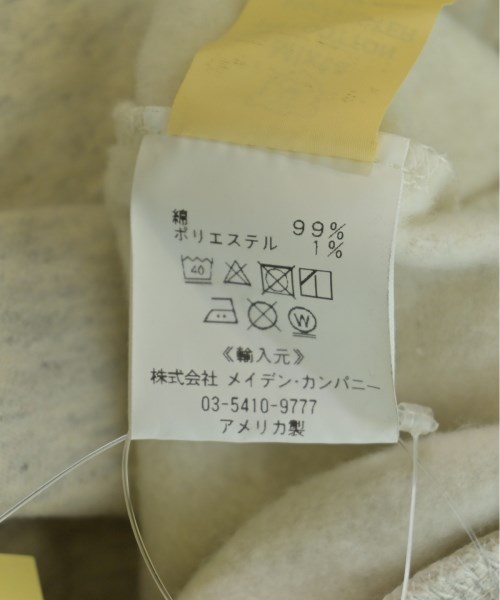 綿 99%
ポリエステル 1%
40
W
《輸入元》
株式会社 メイデン・カンパニー
03-5410-9777
アメリカ製